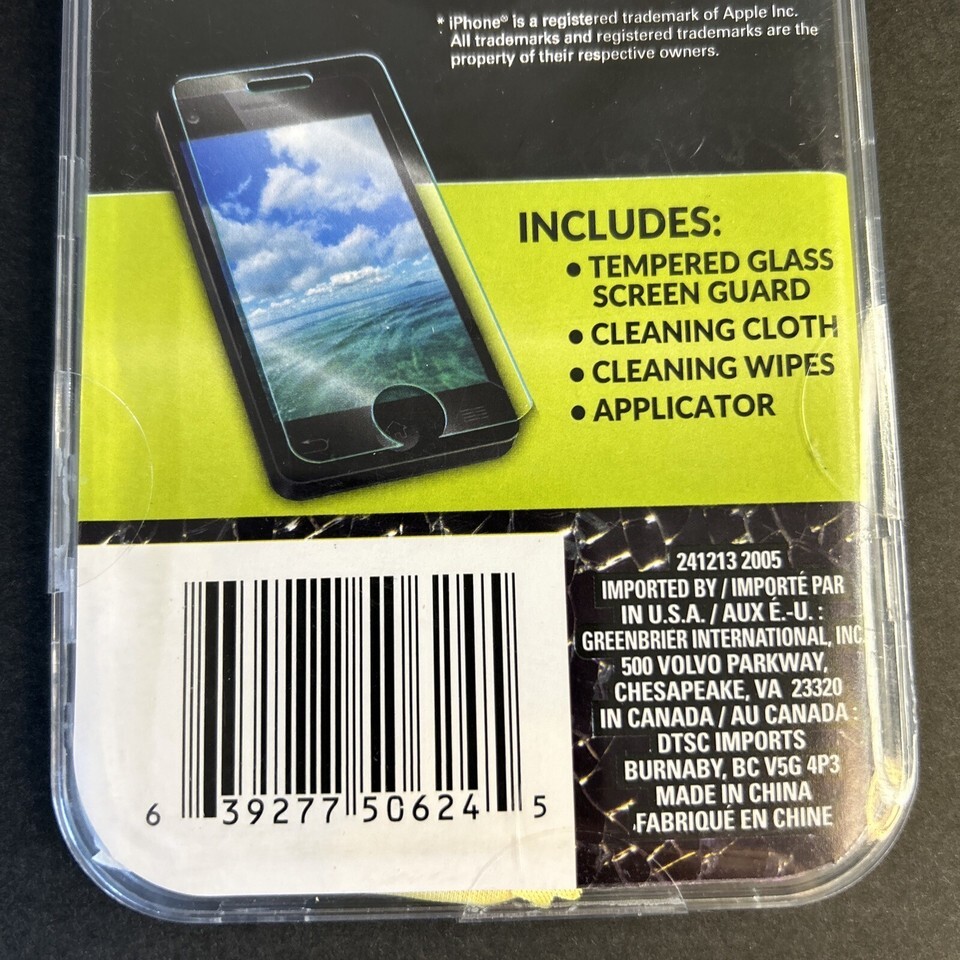 * iPhone® is a registered trademark of Apple Inc.
All trademarks and registered trademarks are the
property of their respective owners.
INCLUDES:
• TEMPERED GLASS
SCREEN GUARD
• CLEANING CLOTH
• CLEANING WIPES
• APPLICATOR
241213 2005
IMPORTED BY / IMPORTÉ PAR
IN U.S.A. / AUX É.-U. :
GREENBRIER INTERNATIONAL, INC.
500 VOLVO PARKWAY,
CHESAPEAKE, VA 23320
IN CANADA / AU CANADA :
DTSC IMPORTS
BURNABY, BC V5G 4P3
MADE IN CHINA
FABRIQUÉ EN CHINE
6 39277 50624 5